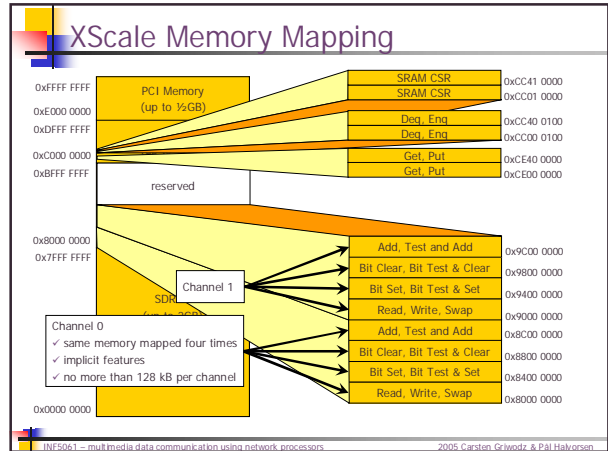 XScale Memory Mapping
0xFFFF FFFF
0xE000 0000
0xDFFF FFFF
0xC000 0000
0xBFFF FFFF
0x8000 0000
0x7FFF FFFF
0x0000 0000
PCI Memory
(up to ½GB)
reserved
SDR
Channel 1
Channel 0
✓ same memory mapped four times
✓ implicit features
✓ no more than 128 kB per channel
SRAM CSR
0xCC41 0000
SRAM CSR
0xCC01 0000
Deq, Enq
0xCC40 0100
Deq, Enq
0xCC00 0100
Get, Put
0xCE40 0000
Get, Put
0xCE00 0000
Add, Test and Add
0x9C00 0000
Bit Clear, Bit Test & Clear
0x9800 0000
Bit Set, Bit Test & Set
0x9400 0000
Read, Write, Swap
0x9000 0000
Add, Test and Add
0x8C00 0000
Bit Clear, Bit Test & Clear
0x8800 0000
Bit Set, Bit Test & Set
0x8400 0000
Read, Write, Swap
0x8000 0000
INF5061 – multimedia data communication using network processors
2005 Carsten Griwodz & Pål Halvorsen